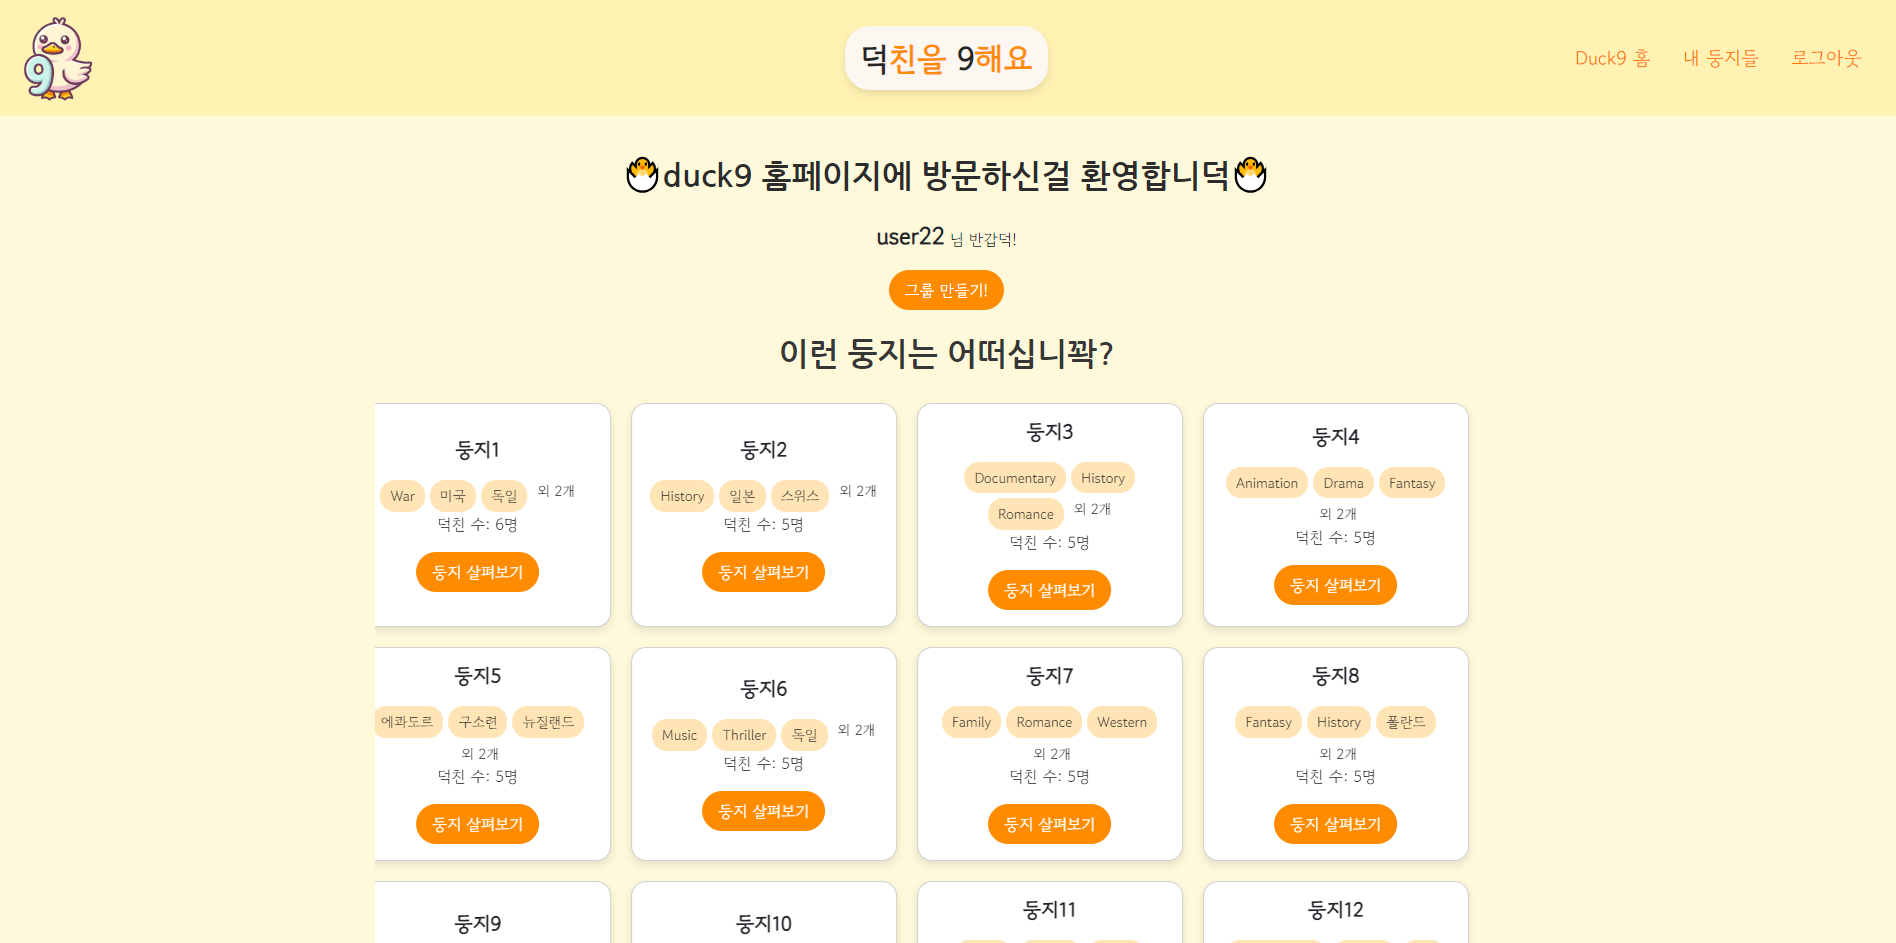 9
덕친을 9해요
Duck9 홈 내 둥지들 로그아웃
duck9 홈페이지에 방문하신걸 환영합니덕
user22 님 반갑덕!
그룹 만들기!
이런 둥지는 어떠십니꽉?
둥지1
War 미국 독일 외 2개
덕친 수: 6명
둥지 살펴보기
둥지2
History 일본 스위스 외 2개
덕친 수: 5명
둥지 살펴보기
둥지3
Documentary History
Romance 외 2개
덕친 수: 5명
둥지 살펴보기
둥지4
Animation Drama Fantasy
외 2개
덕친 수: 5명
둥지 살펴보기
둥지5
에콰도르 구소련 뉴질랜드
외 2개
덕친 수: 5명
둥지 살펴보기
둥지6
Music Thriller 독일 외 2개
덕친 수: 5명
둥지 살펴보기
둥지7
Family Romance Western
외 2개
덕친 수: 5명
둥지 살펴보기
둥지8
Fantasy History 폴란드
외 2개
덕친 수: 5명
둥지 살펴보기
둥지9
둥지10
둥지11
둥지12